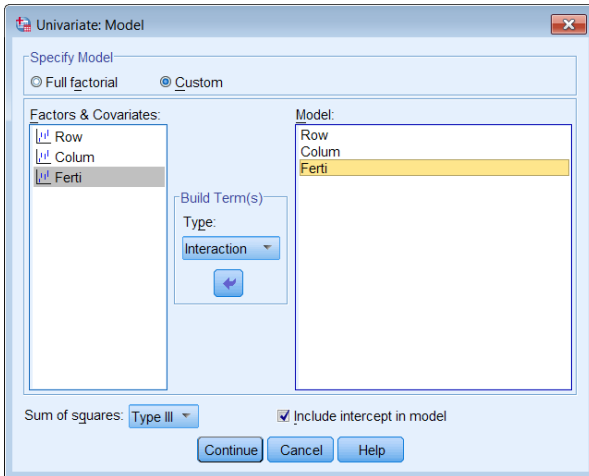 Univariate: Model
Specify Model
Full factorial
Custom
Factors & Covariates:
Row
Colum
Ferti
Build Term(s)
Type:
Interaction
Model:
Row
Colum
Ferti
Sum of squares: Type III
Include intercept in model
Continue Cancel Help